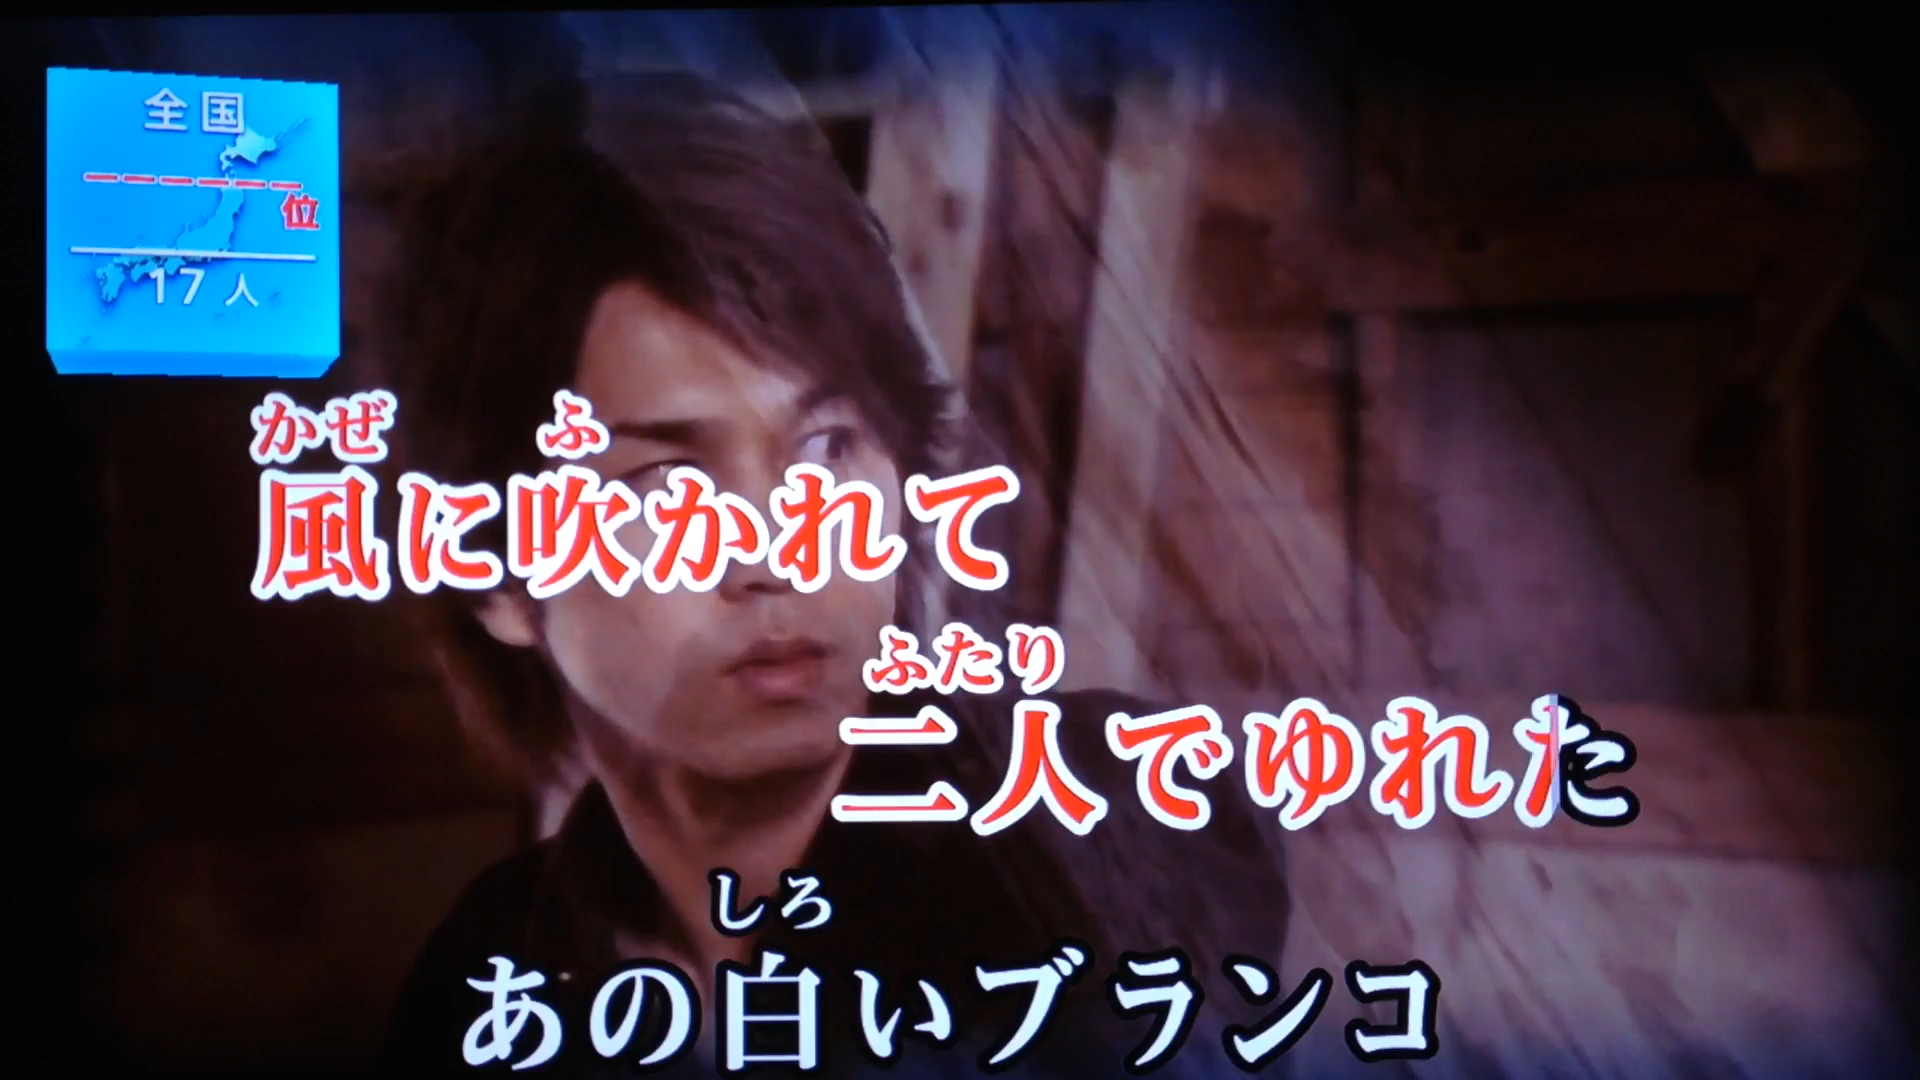 全国
------位
17人
かぜ ふ
風に吹かれて
ふたり
二人でゆれた
しろ
あの白いブランコ